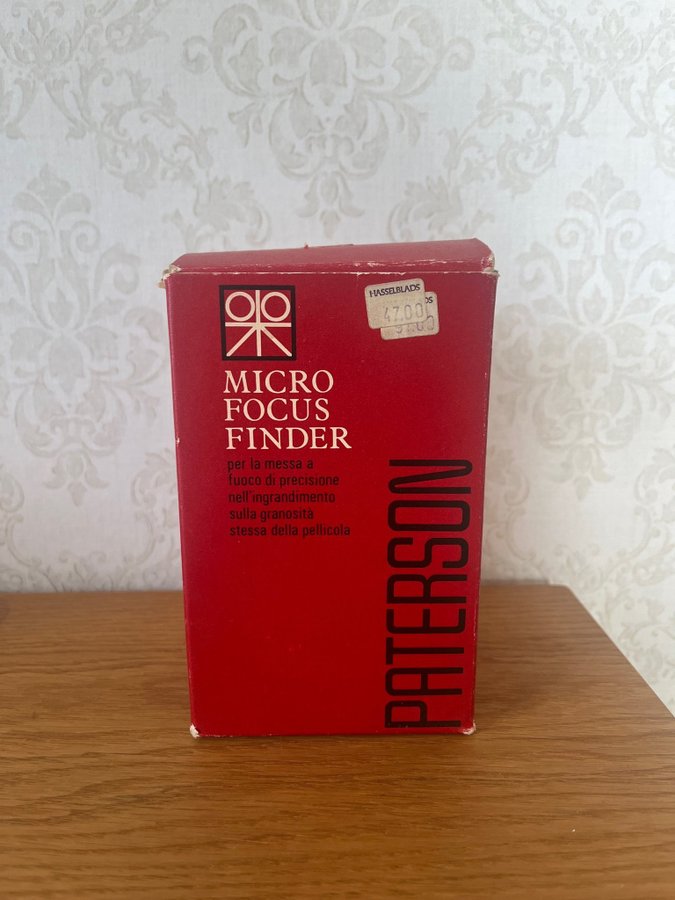 HASSELBLADS
47.00
MICRO
FOCUS
FINDER
per la messa a
fuoco di precisione
nell'ingrandimento
sulla granosità
stessa della pellicola
PATERSON